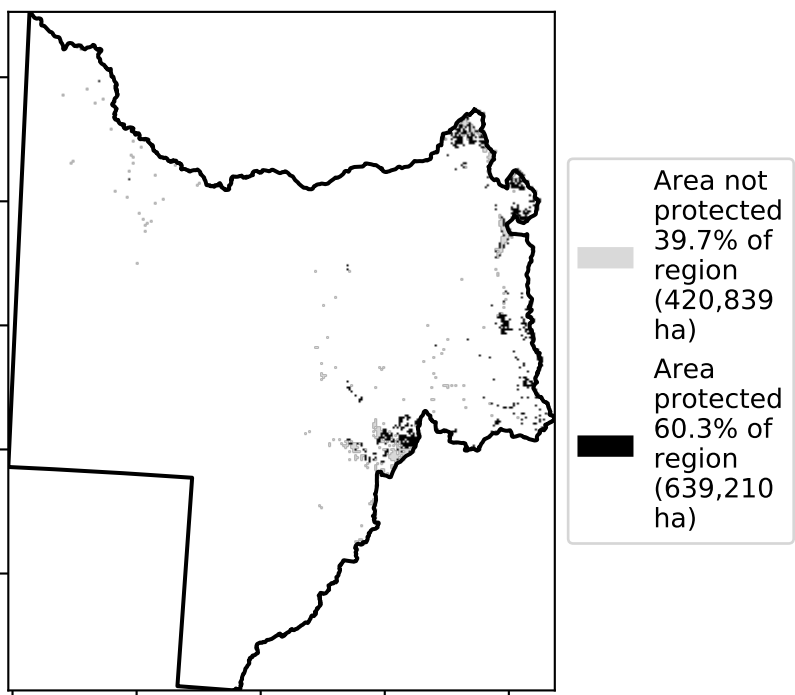 Area not
protected
39.7% of
region
(420,839
ha)
Area
protected
60.3% of
region
(639,210
ha)